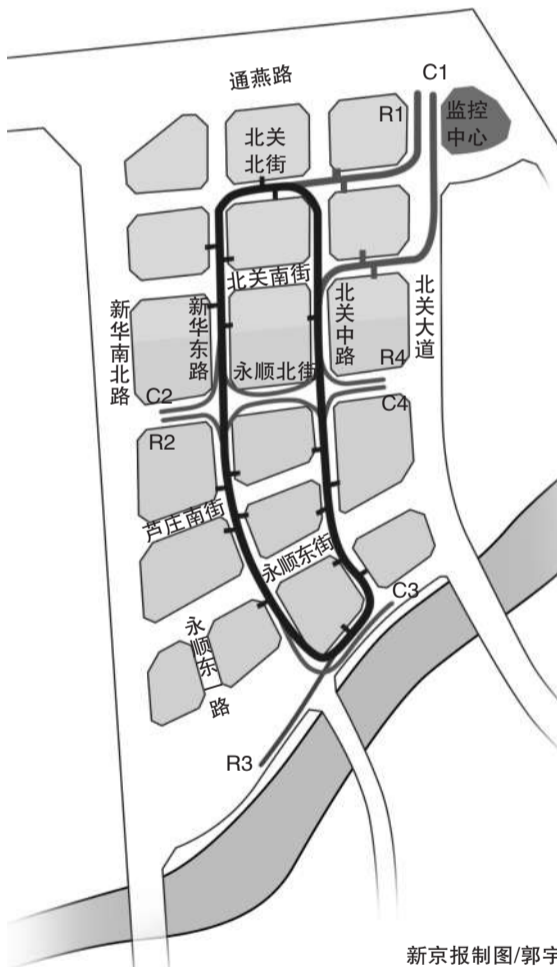 通燕路
C1
R1
监控
中心
北关
北街
北关南街
新华南北路
新华东路
北关中路
北关大道
永顺北街
R4
C2
C4
R2
芦庄南街
永顺东街
C3
永顺东
路
R3
新京报制图/郭宇